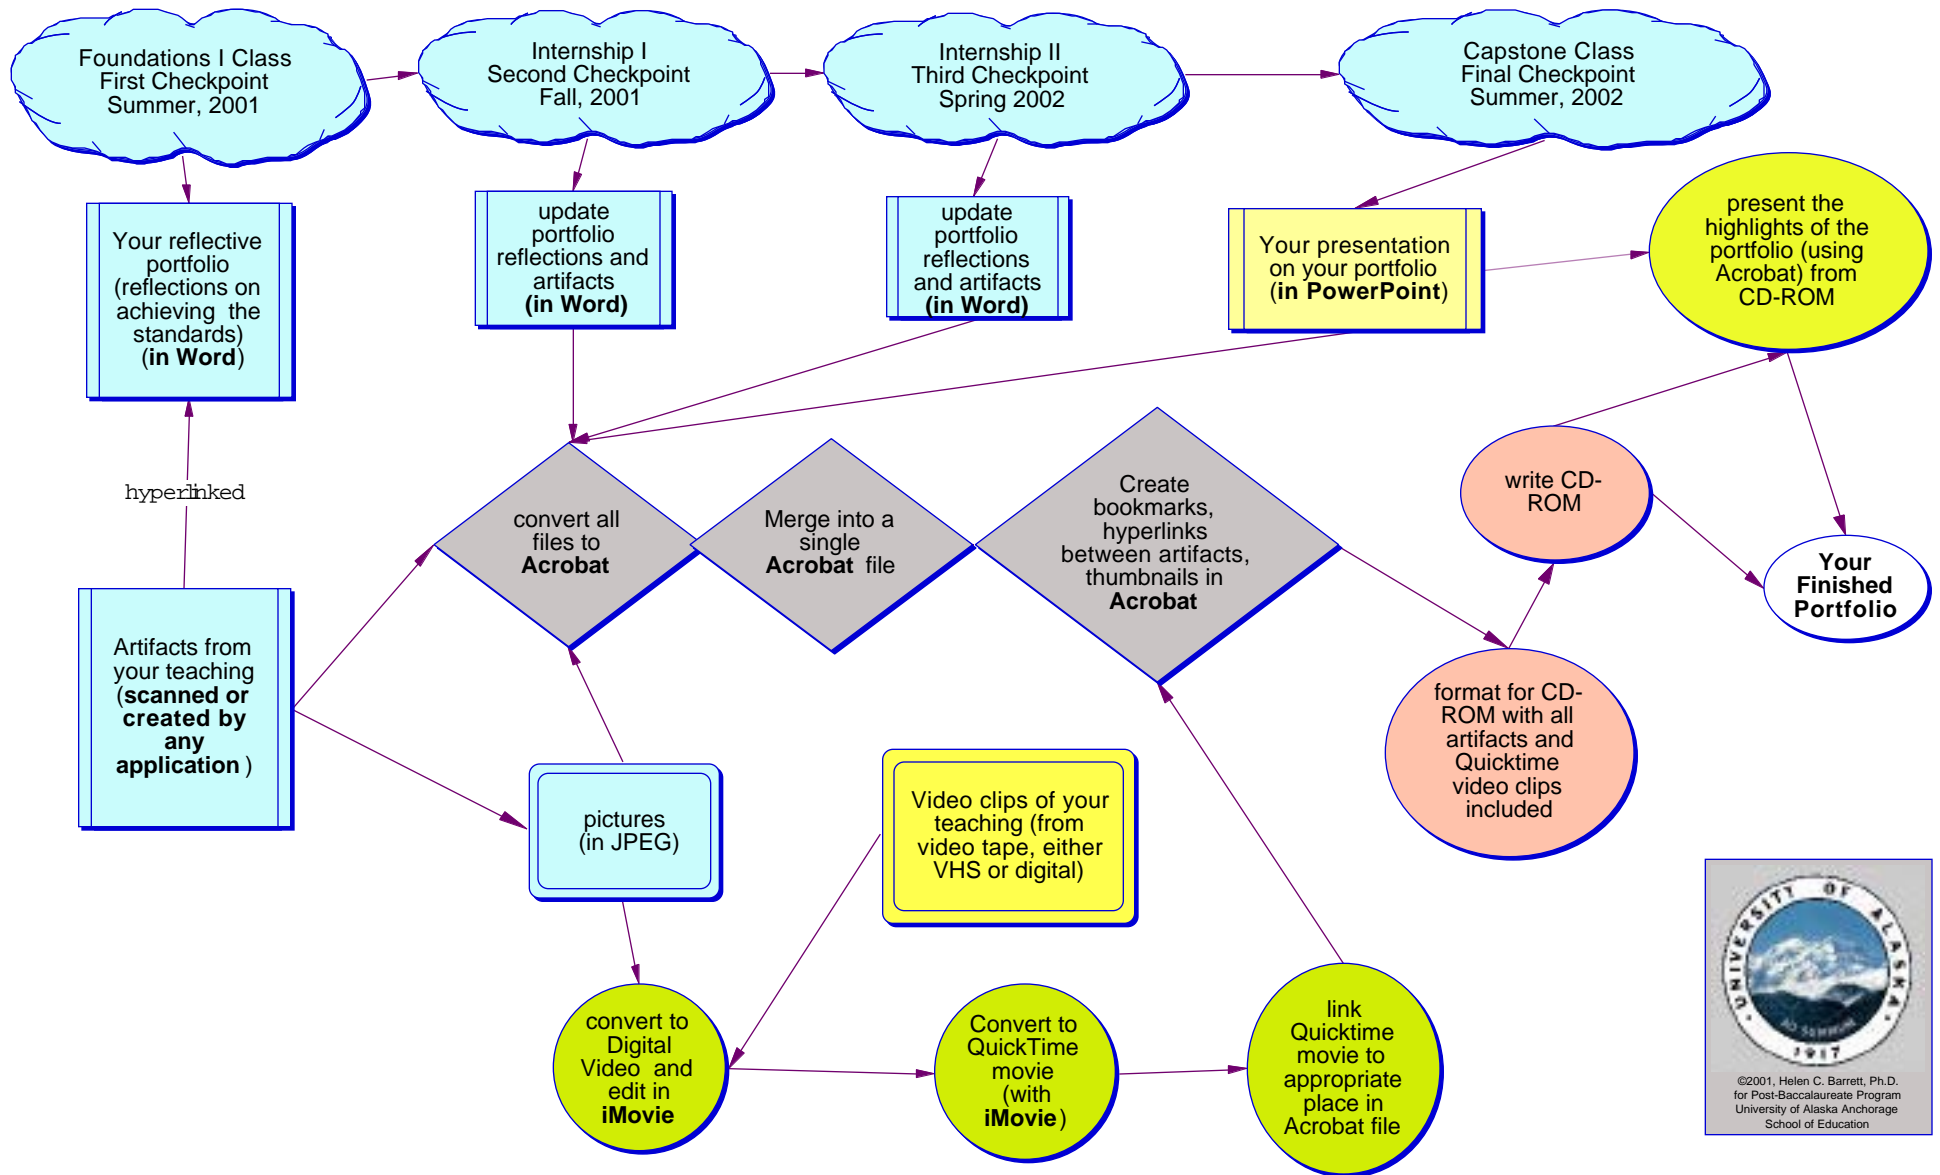 Foundations I Class
First Checkpoint
Summer, 2001
Internship I
Second Checkpoint
Fall, 2001
Internship II
Third Checkpoint
Spring 2002
Capstone Class
Final Checkpoint
Summer, 2002
Your reflective
portfolio
(reflections on
achieving the
standards)
(in Word)
update
portfolio
reflections and
artifacts
(in Word)
update
portfolio
reflections
and artifacts
(in Word)
Your presentation
on your portfolio
(in PowerPoint)
present the
highlights of the
portfolio (using
Acrobat) from
CD-ROM
hyperlinked
convert all
files to
Acrobat
Merge into a
single
Acrobat file
Create
bookmarks,
hyperlinks
between artifacts,
thumbnails in
Acrobat
write CD-
ROM
Your
Finished
Portfolio
Artifacts from
your teaching
(scanned or
created by
any
application)
pictures
(in JPEG)
Video clips of your
teaching (from
video tape, either
VHS or digital)
format for CD-
ROM with all
artifacts and
Quicktime
video clips
included
convert to
Digital
Video and
edit in
iMovie
Convert to
QuickTime
movie
(with
iMovie)
link
Quicktime
movie to
appropriate
place in
Acrobat file
UNIVERSITY OF ALASKA
AD SUMMUM
1917
©2001, Helen C. Barrett, Ph.D.
for Post-Baccalaureate Program
University of Alaska Anchorage
School of Education